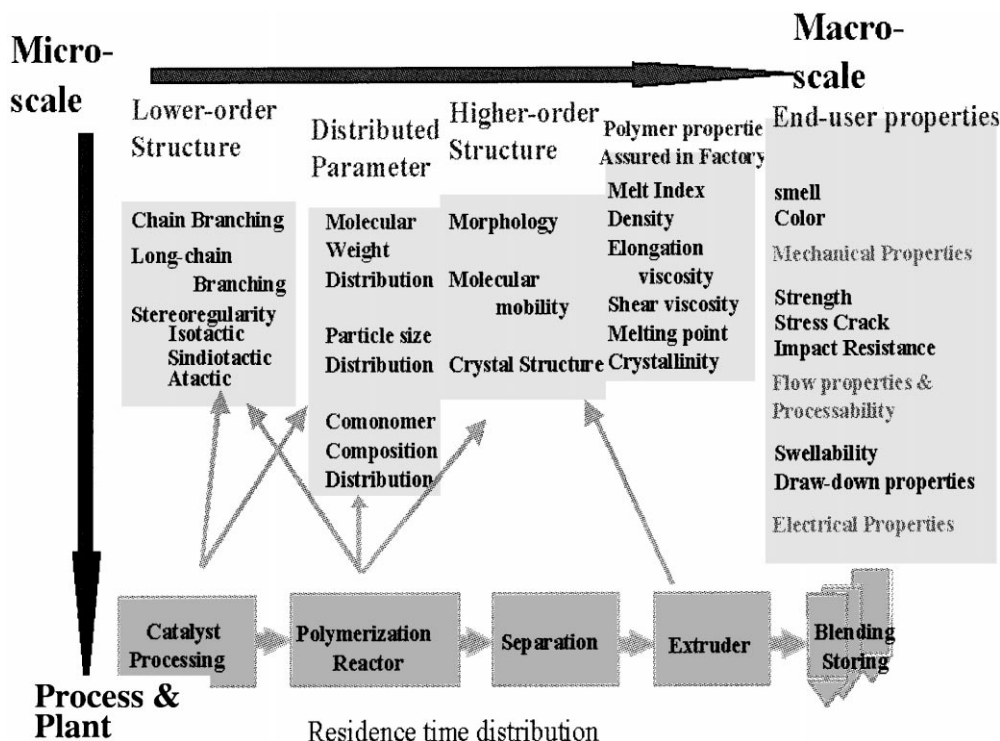 Micro-
scale
Macro-
scale
Lower-order
Structure
Distributed
Parameter
Higher-order
Structure
Polymer propertie
Assured in Factory
End-user properties
Chain Branching
Long-chain
Branching
Stereoregularity
Isotactic
Sindiotactic
Atactic
Molecular
Weight
Distribution
Particle size
Distribution
Comonomer
Composition
Distribution
Morphology
Molecular
mobility
Crystal Structure
Melt Index
Density
Elongation
viscosity
Shear viscosity
Melting point
Crystallinity
smell
Color
Mechanical Properties
Strength
Stress Crack
Impact Resistance
Flow properties &
Processability
Swellability
Draw-down properties
Electrical Properties
Catalyst
Processing
Polymerization
Reactor
Separation
Extruder
Blending
Storing
Process &
Plant
Residence time distribution